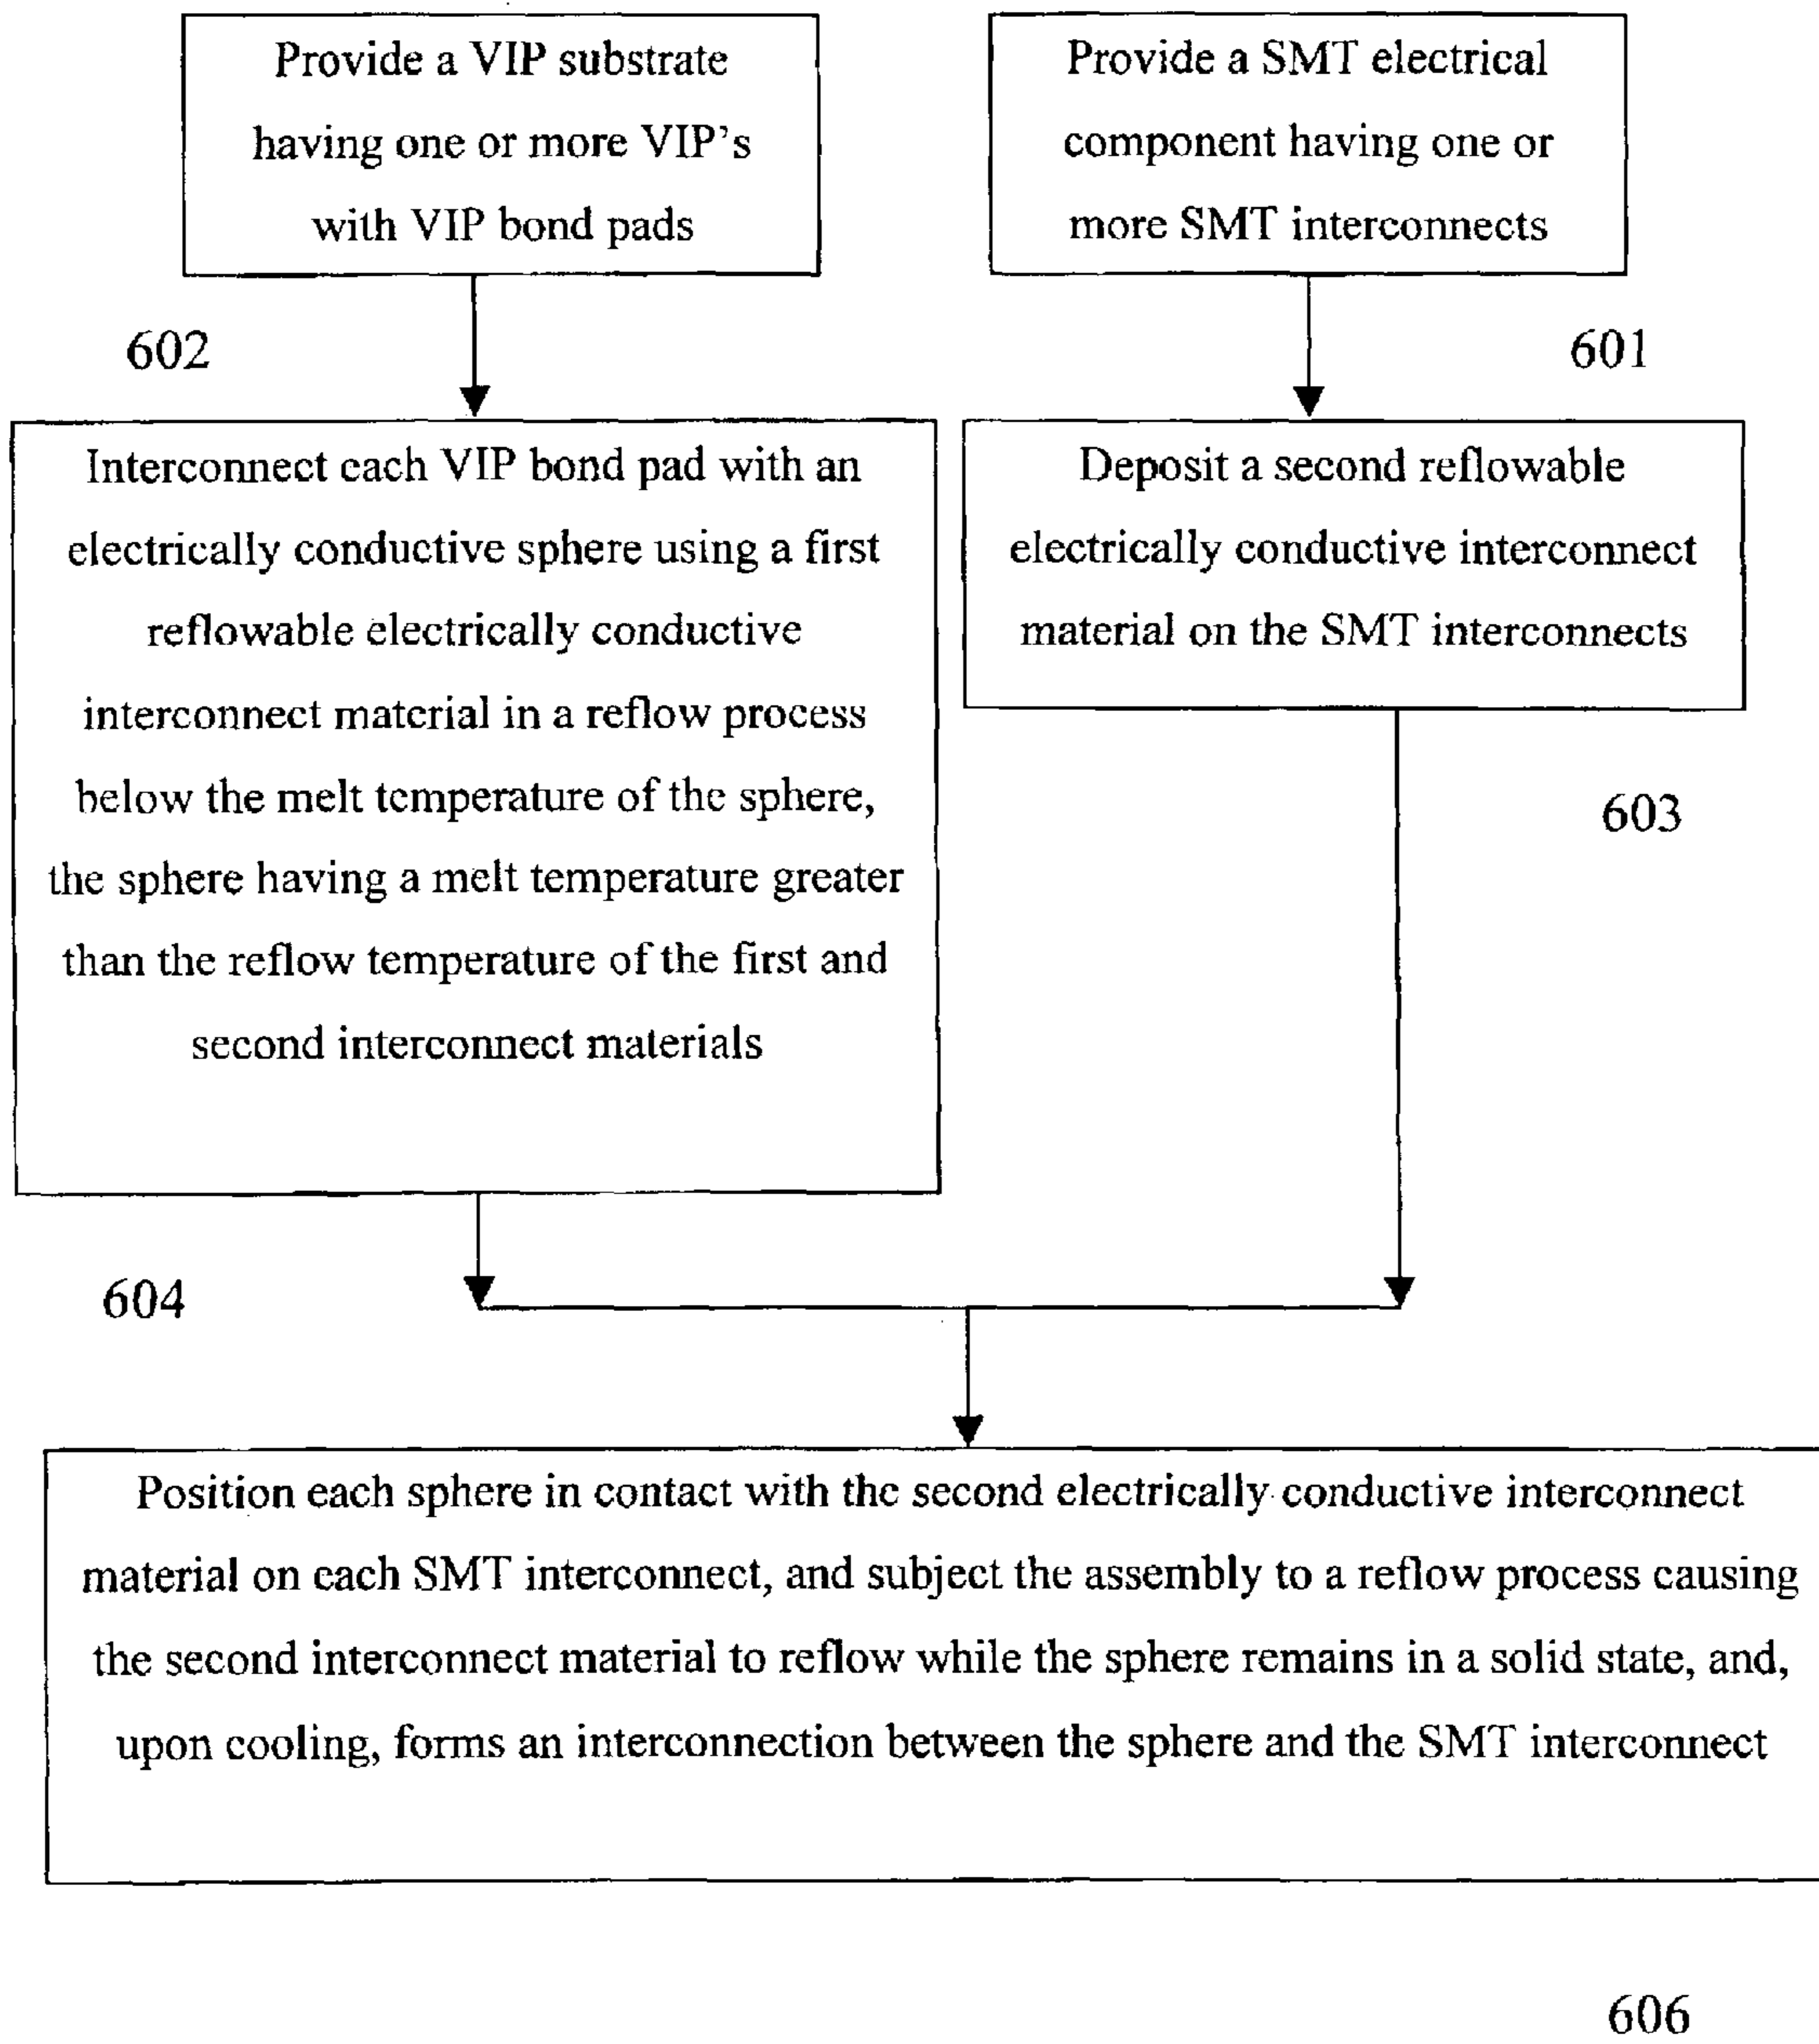 Provide a VIP substrate
having one or more VIP's
with VIP bond pads
602
Provide a SMT electrical
component having one or
more SMT interconnects
601
Interconnect each VIP bond pad with an
electrically conductive sphere using a first
reflowable electrically conductive
interconnect material in a reflow process
below the melt temperature of the sphere,
the sphere having a melt temperature greater
than the reflow temperature of the first and
second interconnect materials
604
Deposit a second reflowable
electrically conductive interconnect
material on the SMT interconnects
603
Position each sphere in contact with the second electrically conductive interconnect
material on each SMT interconnect, and subject the assembly to a reflow process causing
the second interconnect material to reflow while the sphere remains in a solid state, and,
upon cooling, forms an interconnection between the sphere and the SMT interconnect
606